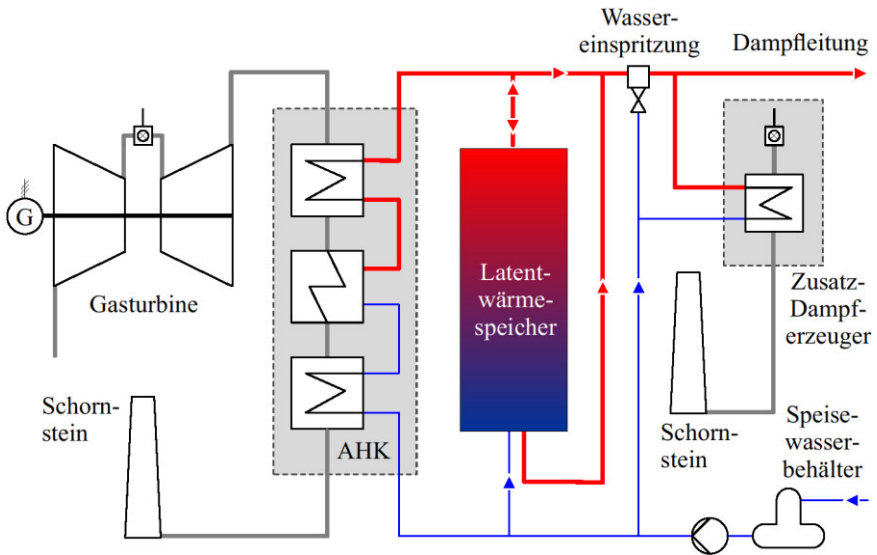 Wasser-
einspritzung
Dampfleitung
G
Gasturbine
Latent-
wärme-
speicher
Zusatz-
Dampf-
erzeuger
Schorn-
stein
AHK
Schorn-
stein
Speise-
wasser-
behälter